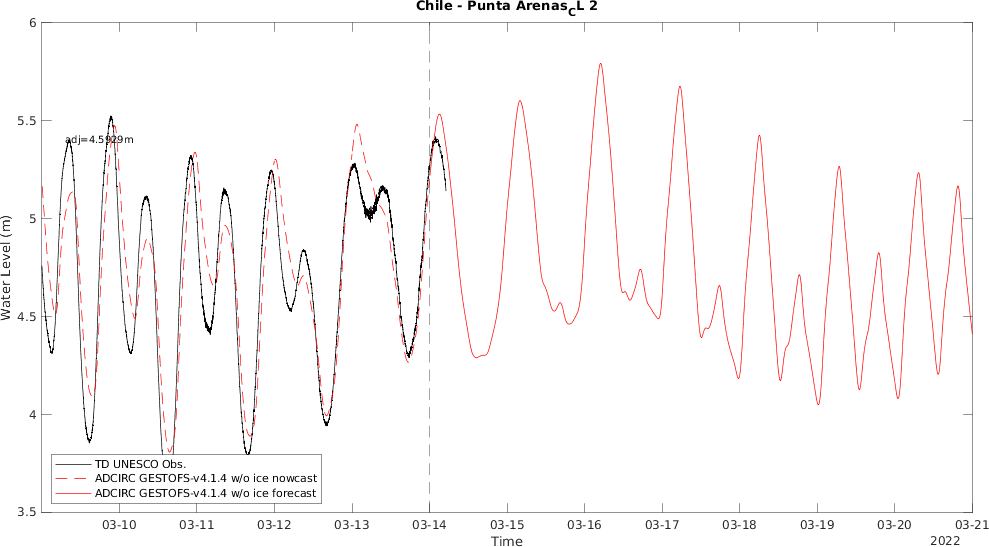 Chile - Punta Arenas_CL 2
6
5.5
5
4.5
4
3.5
Water Level (m)
adj=4.5929m
TD UNESCO Obs.
ADCIRC GESTOFS-v4.1.4 w/o ice nowcast
ADCIRC GESTOFS-v4.1.4 w/o ice forecast
03-10 03-11 03-12 03-13 03-14 03-15 03-16 03-17 03-18 03-19 03-20 03-21
Time
2022